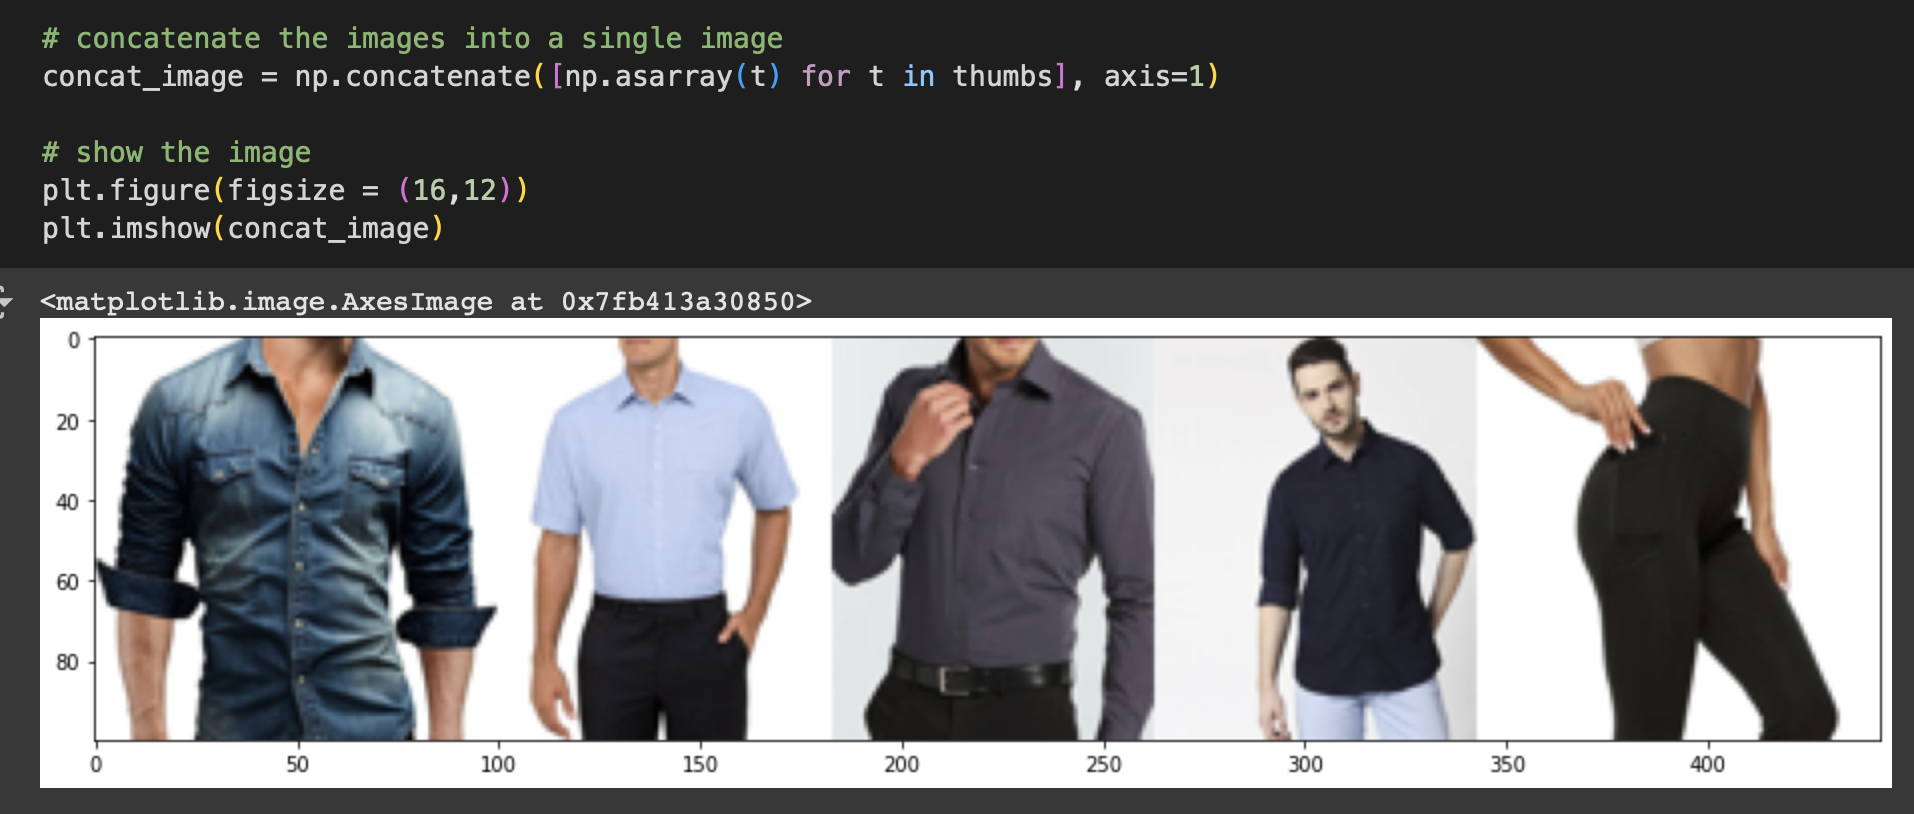 # concatenate the images into a single image
concat_image = np.concatenate([np.asarray(t) for t in thumbs], axis=1)
# show the image
plt.figure(figsize = (16,12))
plt.imshow(concat_image)
<matplotlib.image.AxesImage at 0x7fb413a30850>
0
20
40
60
80
0 50 100 150 200 250 300 350 400